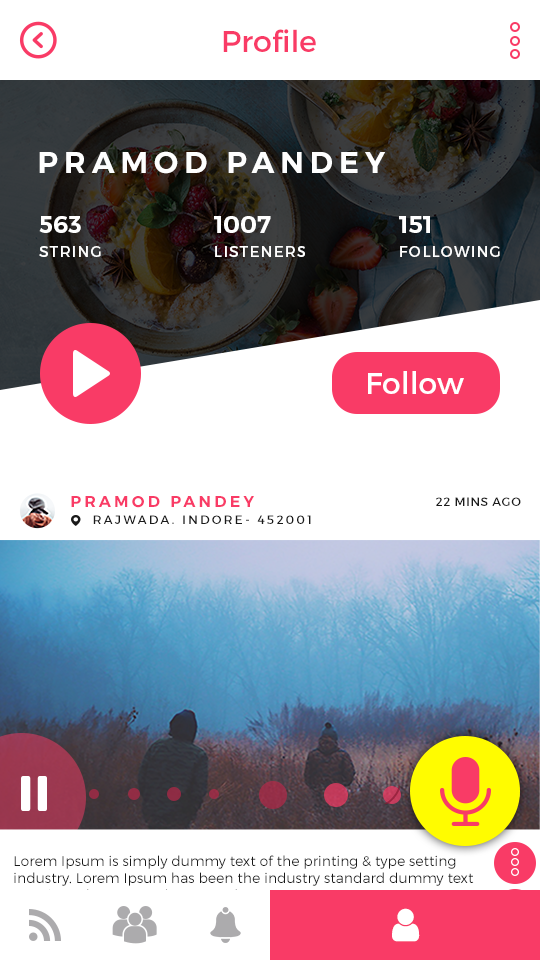 Profile
PRAMOD PANDEY
563 1007 151
STRING LISTENERS FOLLOWING
Follow
PRAMOD PANDEY 22 MINS AGO
RAJWADA. INDORE- 452001
Lorem Ipsum is simply dummy text of the printing & type setting
industry. Lorem Ipsum has been the industry standard dummy text